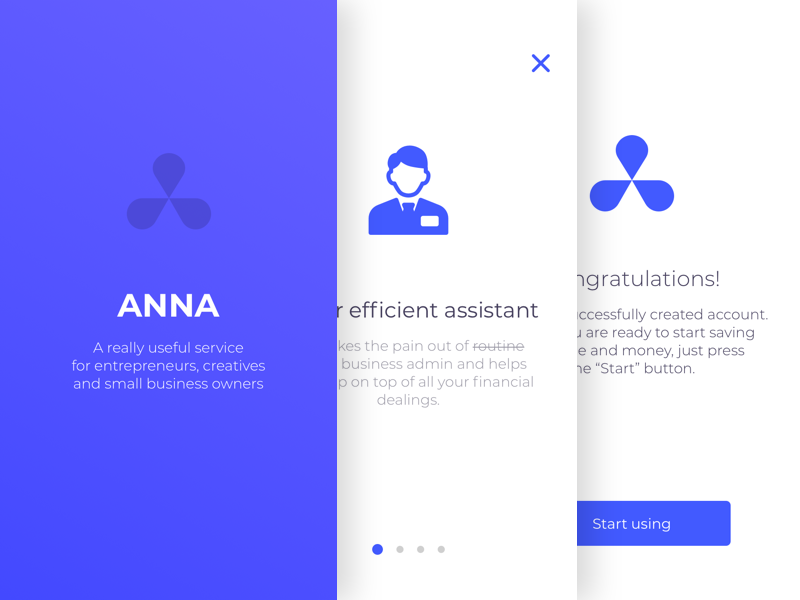 ANNA
A really useful service
for entrepreneurs, creatives
and small business owners
r efficient assistant
kes the pain out of routine
business admin and helps
p on top of all your financial
dealings.
ngratulations!
uccessfully created account.
u are ready to start saving
e and money, just press
he “Start” button.
Start using